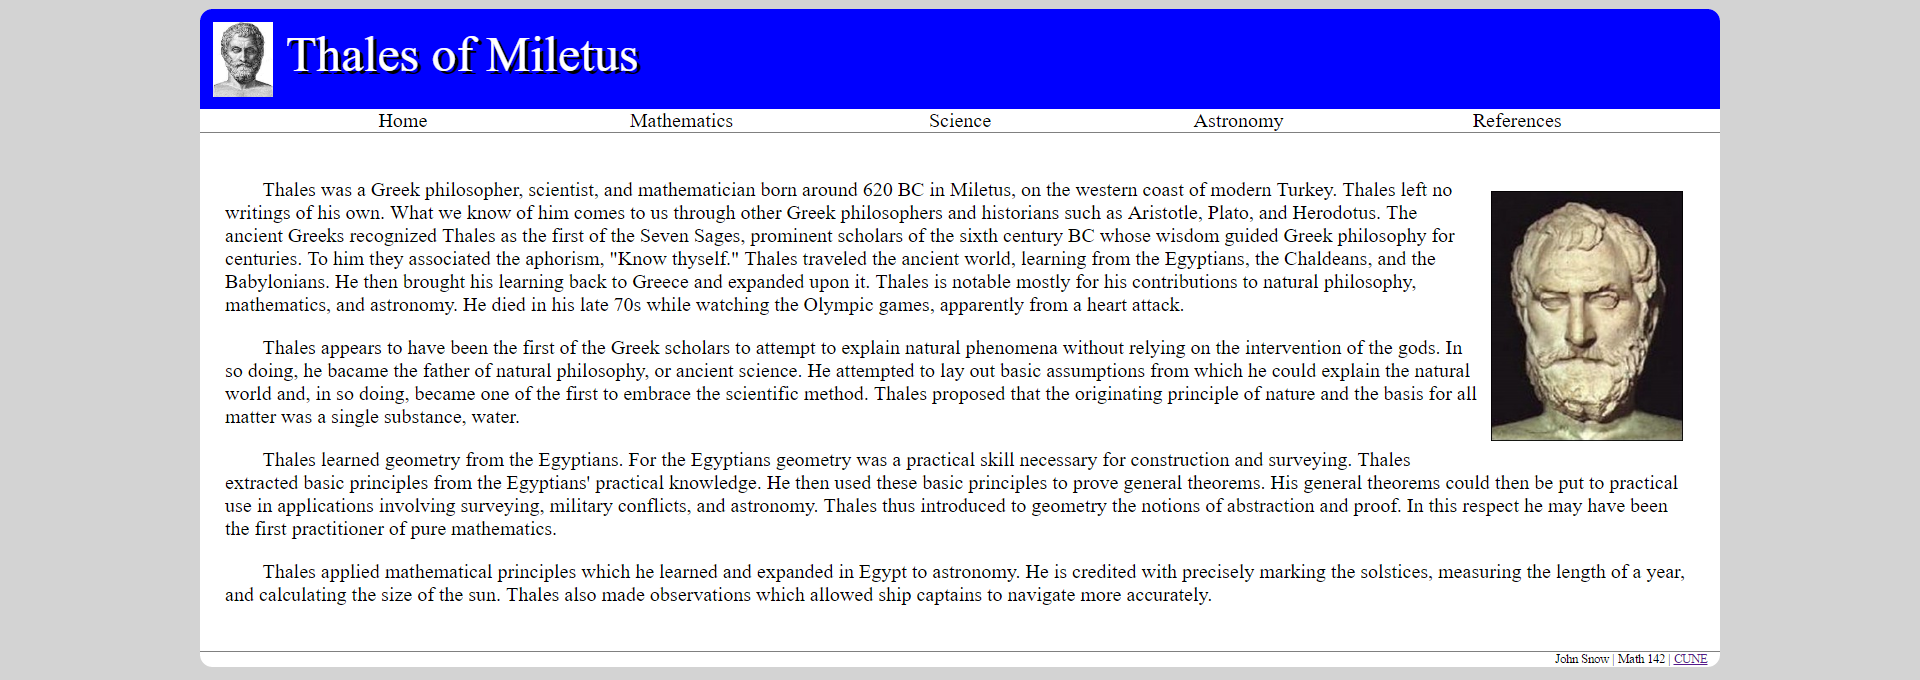 Thales of Miletus
Home Mathematics Science Astronomy References
Thales was a Greek philosopher, scientist, and mathematician born around 620 BC in Miletus, on the western coast of modern Turkey. Thales left no
writings of his own. What we know of him comes to us through other Greek philosophers and historians such as Aristotle, Plato, and Herodotus. The
ancient Greeks recognized Thales as the first of the Seven Sages, prominent scholars of the sixth century BC whose wisdom guided Greek philosophy for
centuries. To him they associated the aphorism, "Know thyself." Thales traveled the ancient world, learning from the Egyptians, the Chaldeans, and the
Babylonians. He then brought his learning back to Greece and expanded upon it. Thales is notable mostly for his contributions to natural philosophy,
mathematics, and astronomy. He died in his late 70s while watching the Olympic games, apparently from a heart attack.
Thales appears to have been the first of the Greek scholars to attempt to explain natural phenomena without relying on the intervention of the gods. In
so doing, he bacame the father of natural philosophy, or ancient science. He attempted to lay out basic assumptions from which he could explain the natural
world and, in so doing, became one of the first to embrace the scientific method. Thales proposed that the originating principle of nature and the basis for all
matter was a single substance, water.
Thales learned geometry from the Egyptians. For the Egyptians geometry was a practical skill necessary for construction and surveying. Thales
extracted basic principles from the Egyptians' practical knowledge. He then used these basic principles to prove general theorems. His general theorems could then be put to practical
use in applications involving surveying, military conflicts, and astronomy. Thales thus introduced to geometry the notions of abstraction and proof. In this respect he may have been
the first practitioner of pure mathematics.
Thales applied mathematical principles which he learned and expanded in Egypt to astronomy. He is credited with precisely marking the solstices, measuring the length of a year,
and calculating the size of the sun. Thales also made observations which allowed ship captains to navigate more accurately.
John Snow | Math 142 | CUNE